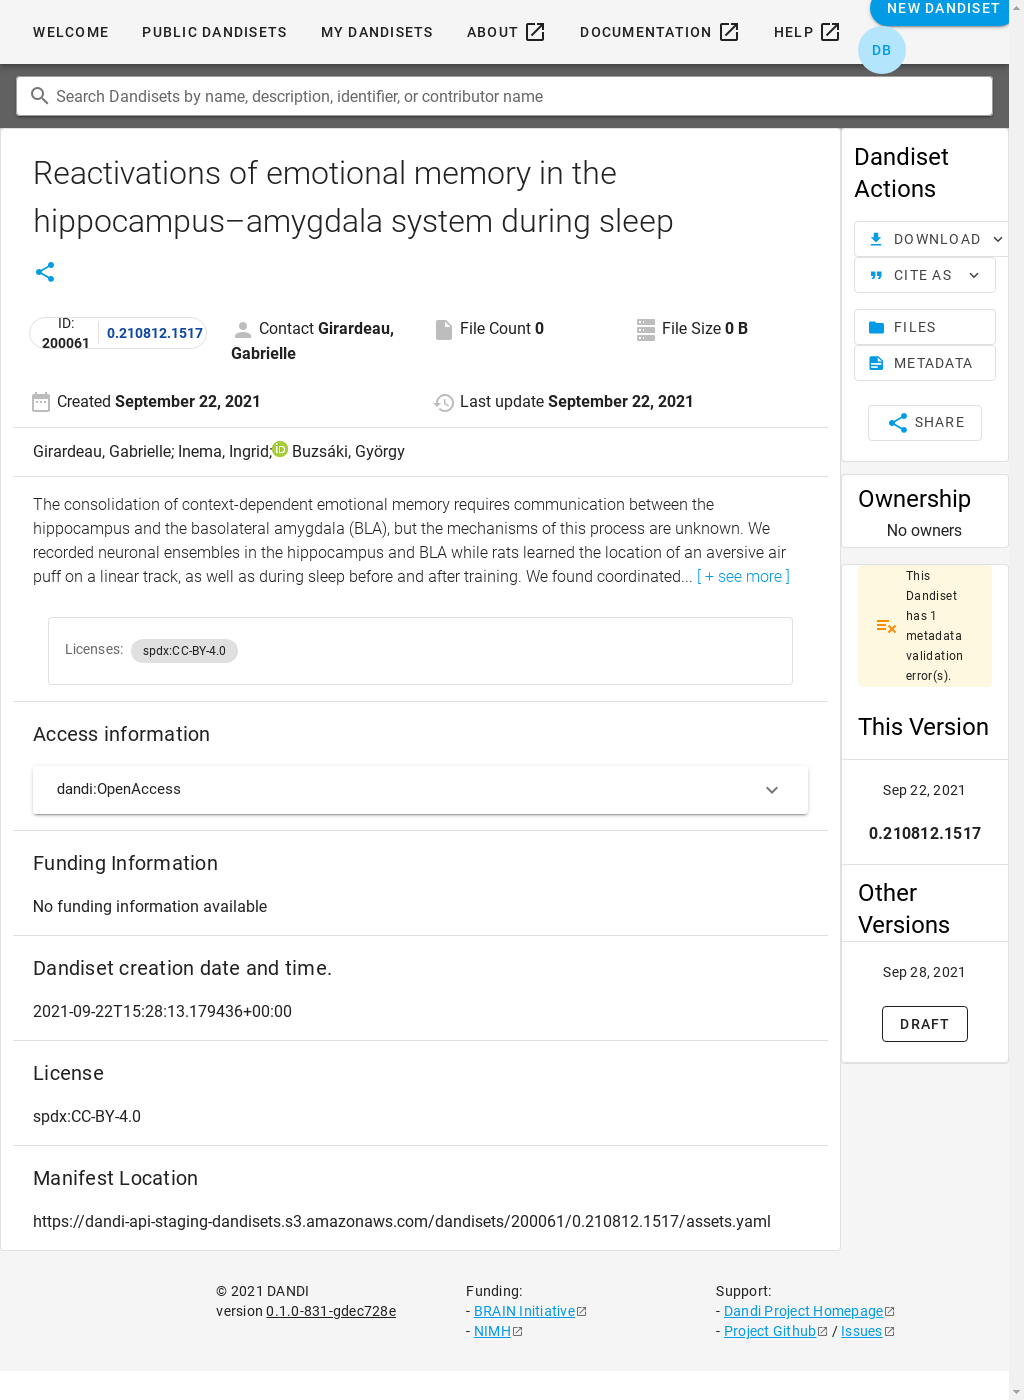 WELCOME PUBLIC DANDISETS MY DANDISETS ABOUT DOCUMENTATION HELP NEW DANDISET
DB
Search Dandisets by name, description, identifier, or contributor name
Reactivations of emotional memory in the
hippocampus–amygdala system during sleep
ID:
200061
0.210812.1517
Contact Girardeau,
Gabrielle
File Count 0
File Size 0 B
Created September 22, 2021
Last update September 22, 2021
Girardeau, Gabrielle; Inema, Ingrid; iD Buzsáki, György
The consolidation of context-dependent emotional memory requires communication between the
hippocampus and the basolateral amygdala (BLA), but the mechanisms of this process are unknown. We
recorded neuronal ensembles in the hippocampus and BLA while rats learned the location of an aversive air
puff on a linear track, as well as during sleep before and after training. We found coordinated... [ + see more ]
Licenses: spdx:CC-BY-4.0
Access information
dandi:OpenAccess
Funding Information
No funding information available
Dandiset creation date and time.
2021-09-22T15:28:13.179436+00:00
License
spdx:CC-BY-4.0
Manifest Location
https://dandi-api-staging-dandisets.s3.amazonaws.com/dandisets/200061/0.210812.1517/assets.yaml
Dandiset
Actions
DOWNLOAD
CITE AS
FILES
METADATA
SHARE
Ownership
No owners
This
Dandiset
has 1
metadata
validation
error(s).
This Version
Sep 22, 2021
0.210812.1517
Other
Versions
Sep 28, 2021
DRAFT
© 2021 DANDI
version 0.1.0-831-gdec728e
Funding:
- BRAIN Initiative
- NIMH
Support:
- Dandi Project Homepage
- Project Github / Issues